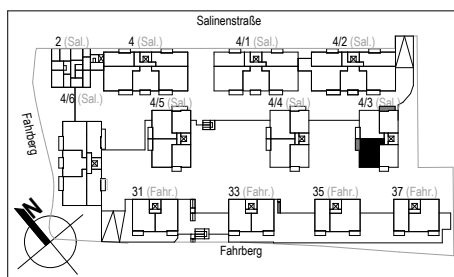 Salinenstraße
2 (Sal.) 4 (Sal.) 4/1 (Sal.) 4/2 (Sal.)
4/6 (Sal.) 4/5 (Sal.) 4/4 (Sal.) 4/3 (Sal.)
Fahrberg
31 (Fahr.) 33 (Fahr.) 35 (Fahr.) 37 (Fahr.)
N
Fahrberg